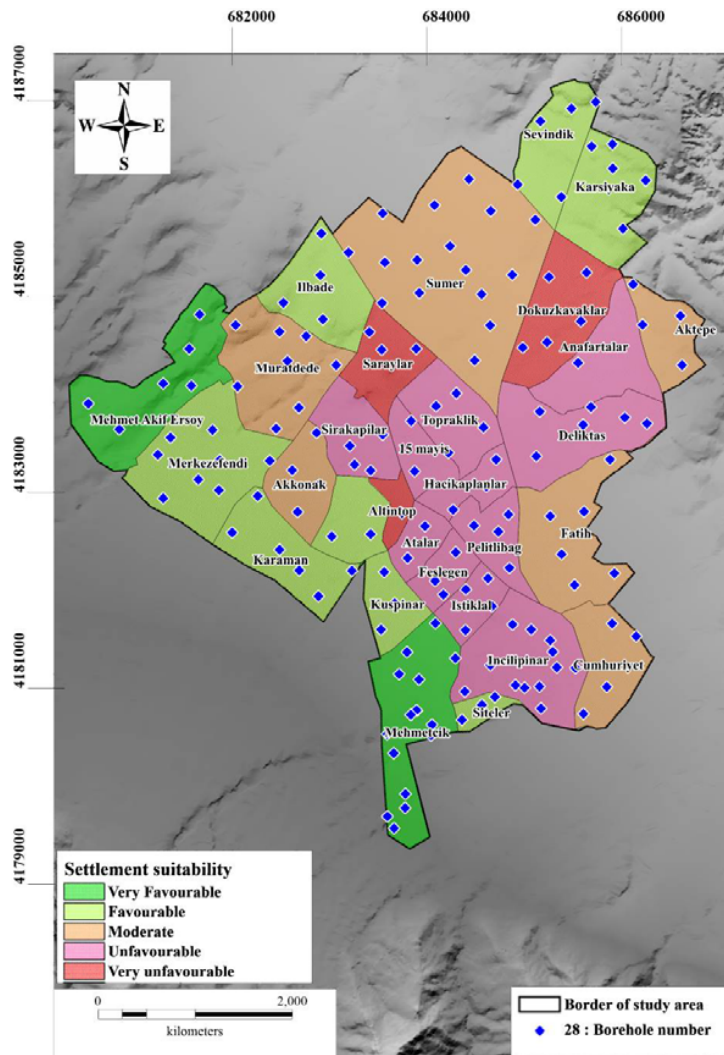 682000
684000
686000
4187000
N
W E
S
Sevindik
Karsiyaka
4185000
Ilbade
Sumer
Dokuzkavaklar
Aktepe
Saraylar
Anafartalar
Muratdede
Mehmet Akif Ersoy
Topraklik
Sirakapilar
Deliktas
15 mayis
4183000
Merkezefendi
Akkonak
Hacikaplanlar
Altintop
Fatih
Atalar
Pelitlibag
Karaman
Feslegen
Kuspinar
Istiklal
4181000
Incilipinar
Cumhuriyet
Siteler
Mehmetcik
4179000
Settlement suitability
Very Favourable
Favourable
Moderate
Unfavourable
Very unfavourable
0 2,000
kilometers
Border of study area
28 : Borehole number